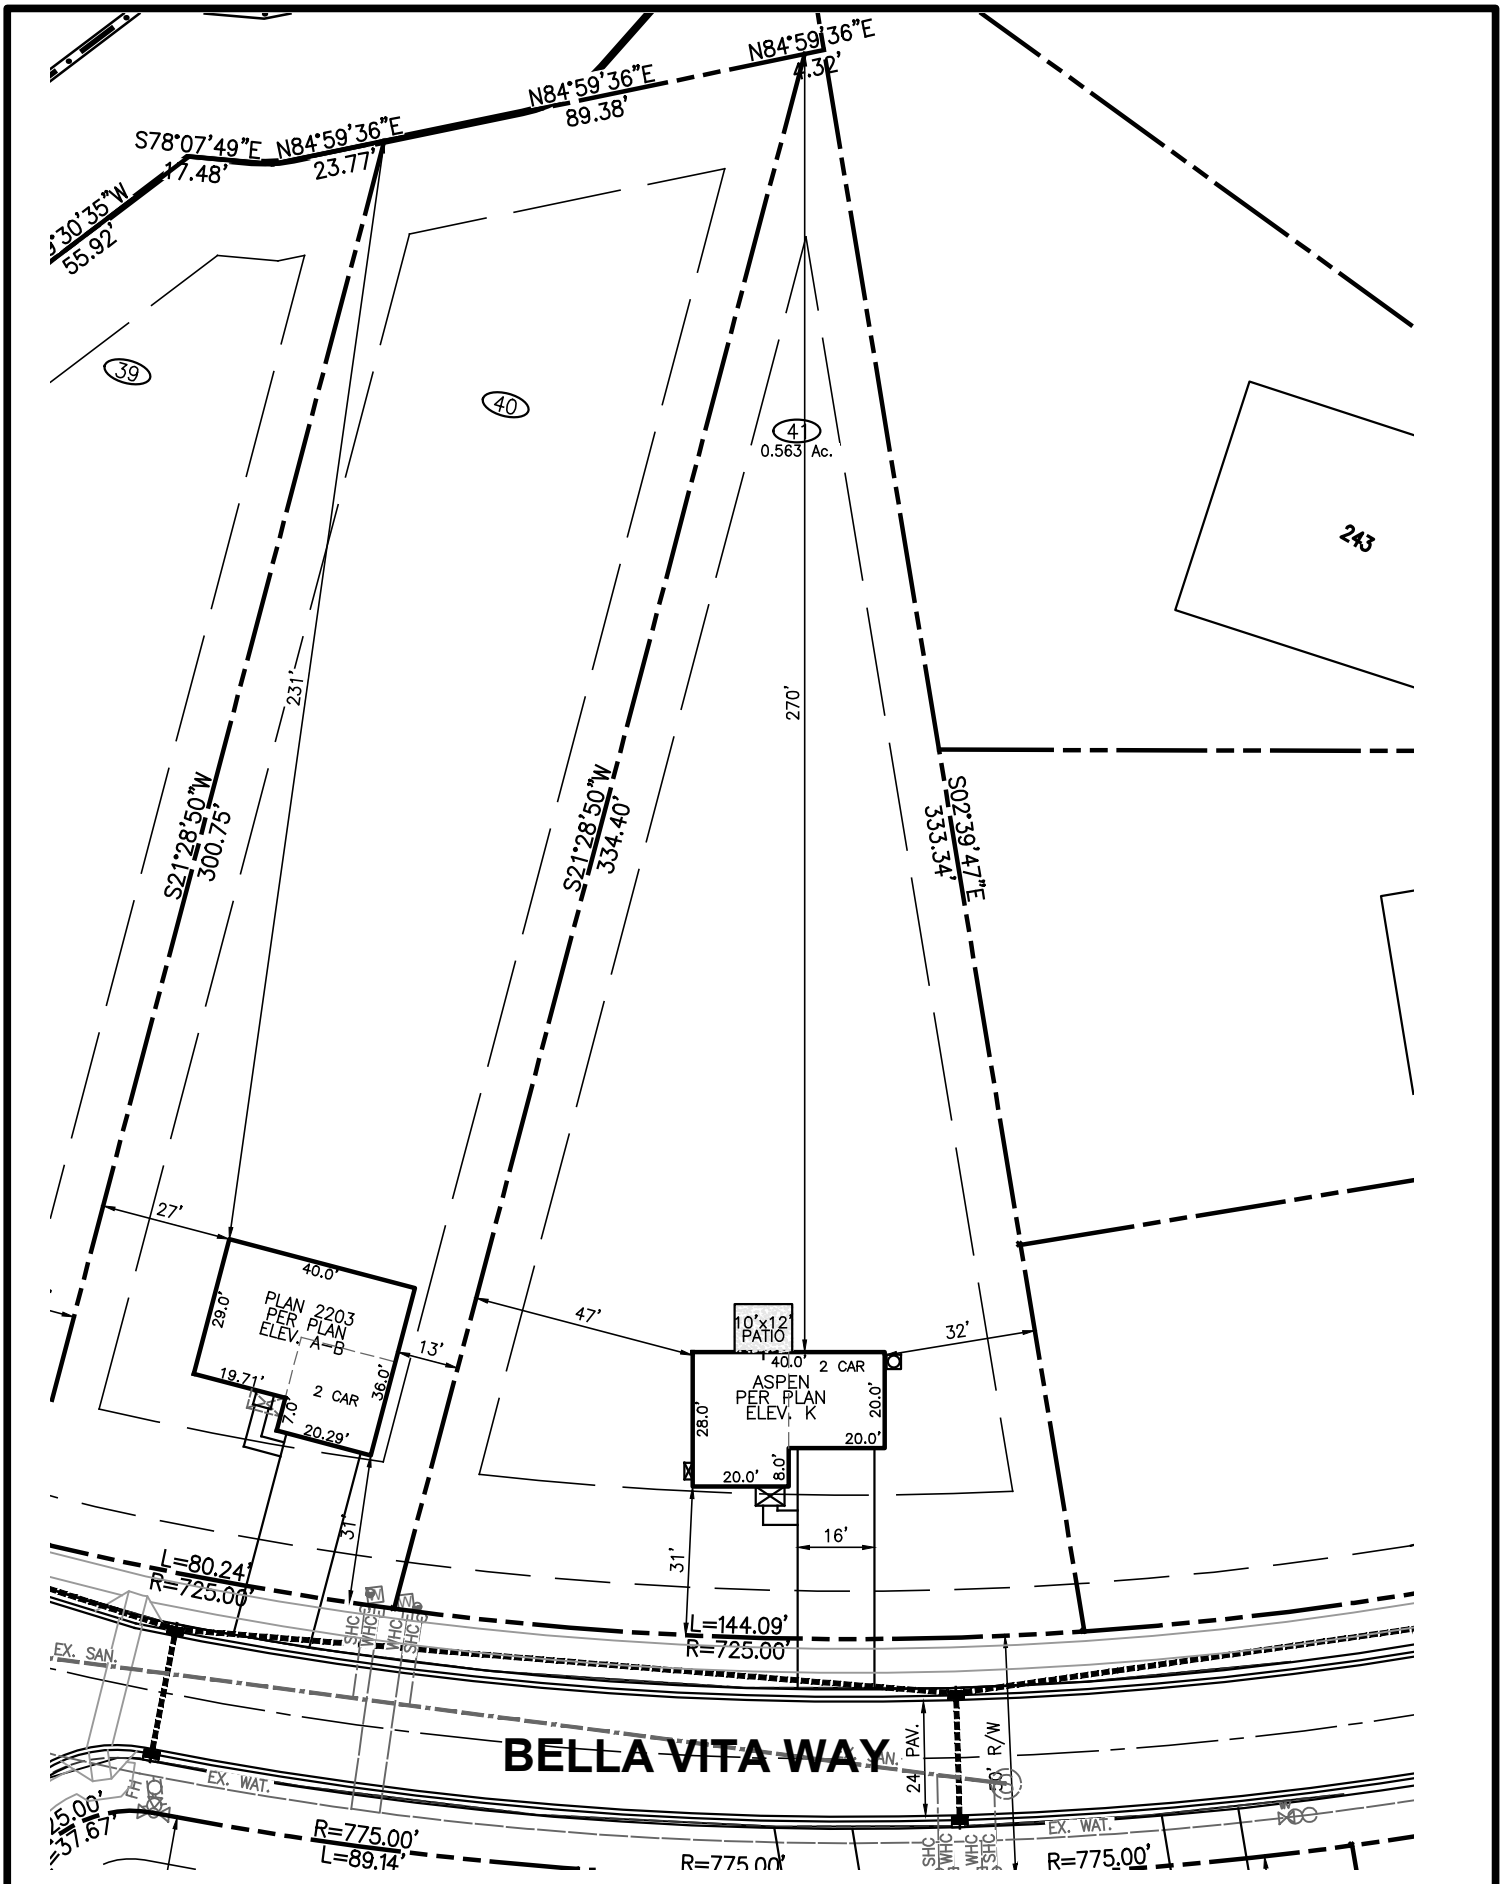 N84°59'36"E
4.32'
N84°59'36"E
89.38'
S78°07'49"E
17.48'
N84°59'36"E
23.77'
30'35"W
55.92'
39
40
41
0.563 Ac.
243
231'
270'
S21°28'50"W
300.75'
S21°28'50"W
334.40'
S02°39'47"E
333.34'
27'
40.0'
29.0'
PLAN 2203
PER PLAN
ELEV. A-B
13'
19.71'
2 CAR
36.0'
7.0'
20.29'
31'
47'
10'x12'
PATIO
32'
40.0'
2 CAR
ASPEN
PER PLAN
ELEV. K
28.0'
20.0'
20.0'
20.0'
8.0'
16'
31'
L=80.24'
R=725.00'
L=144.09'
R=725.00'
SHC
WHC
WHC
SHC
W
W
EX. SAN.
BELLA VITA WAY
SAN.
24 PAV.
50' R/W
EX. WAT.
FH
25.00'
=37.67'
R=775.00'
L=89.14'
R=775.00'
SHC
WHC
WHC
SHC
EX. WAT.
R=775.00'